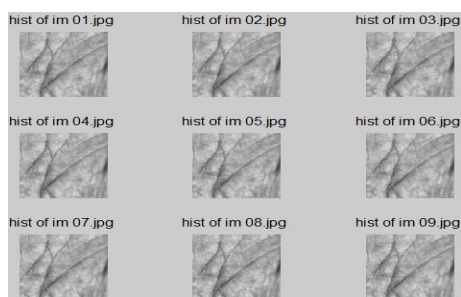 hist of im 01.jpg hist of im 02.jpg hist of im 03.jpg
hist of im 04.jpg hist of im 05.jpg hist of im 06.jpg
hist of im 07.jpg hist of im 08.jpg hist of im 09.jpg